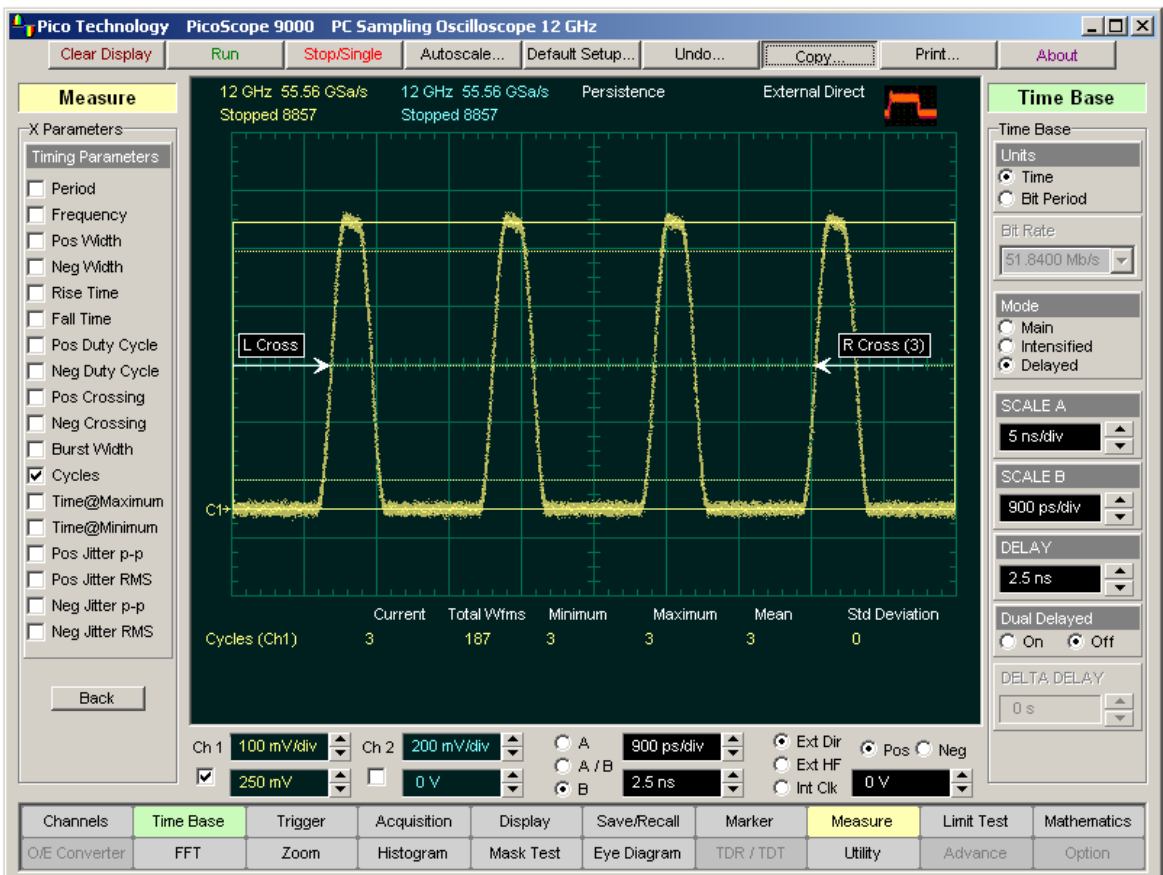 Pico Technology PicoScope 9000 PC Sampling Oscilloscope 12 GHz
Clear Display Run Stop/Single Autoscale... Default Setup... Undo... Copy... Print... About
Measure
X Parameters
Timing Parameters
Period
Frequency
Pos Width
Neg Width
Rise Time
Fall Time
Pos Duty Cycle
Neg Duty Cycle
Pos Crossing
Neg Crossing
Burst Width
Cycles
Time@Maximum
Time@Minimum
Pos Jitter p-p
Pos Jitter RMS
Neg Jitter p-p
Neg Jitter RMS
Back
12 GHz 55.56 GSa/s 12 GHz 55.56 GSa/s Persistence External Direct
Stopped 8857 Stopped 8857
L Cross R Cross (3)
C1
Current Total Wfms Minimum Maximum Mean Std Deviation
Cycles (Ch1) 3 187 3 3 3 0
Time Base
Time Base
Units
Time
Bit Period
Bit Rate
51.8400 Mb/s
Mode
Main
Intensified
Delayed
SCALE A
5 ns/div
SCALE B
900 ps/div
DELAY
2.5 ns
Dual Delayed
On Off
DELTA DELAY
0 s
Ch 1 100 mV/div Ch 2 200 mV/div A 900 ps/div Ext Dir Pos Neg
A / B Ext HF
250 mV 0 V B 2.5 ns Int Clk 0 V
Channels Time Base Trigger Acquisition Display Save/Recall Marker Measure Limit Test Mathematics
O/E Converter FFT Zoom Histogram Mask Test Eye Diagram TDR / TDT Utility Advance Option